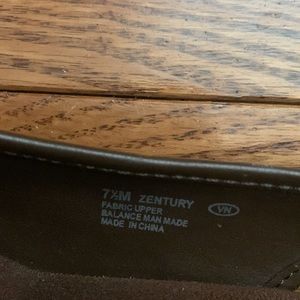 7½M ZENTURY
FABRIC UPPER
BALANCE MAN MADE
MADE IN CHINA
VN